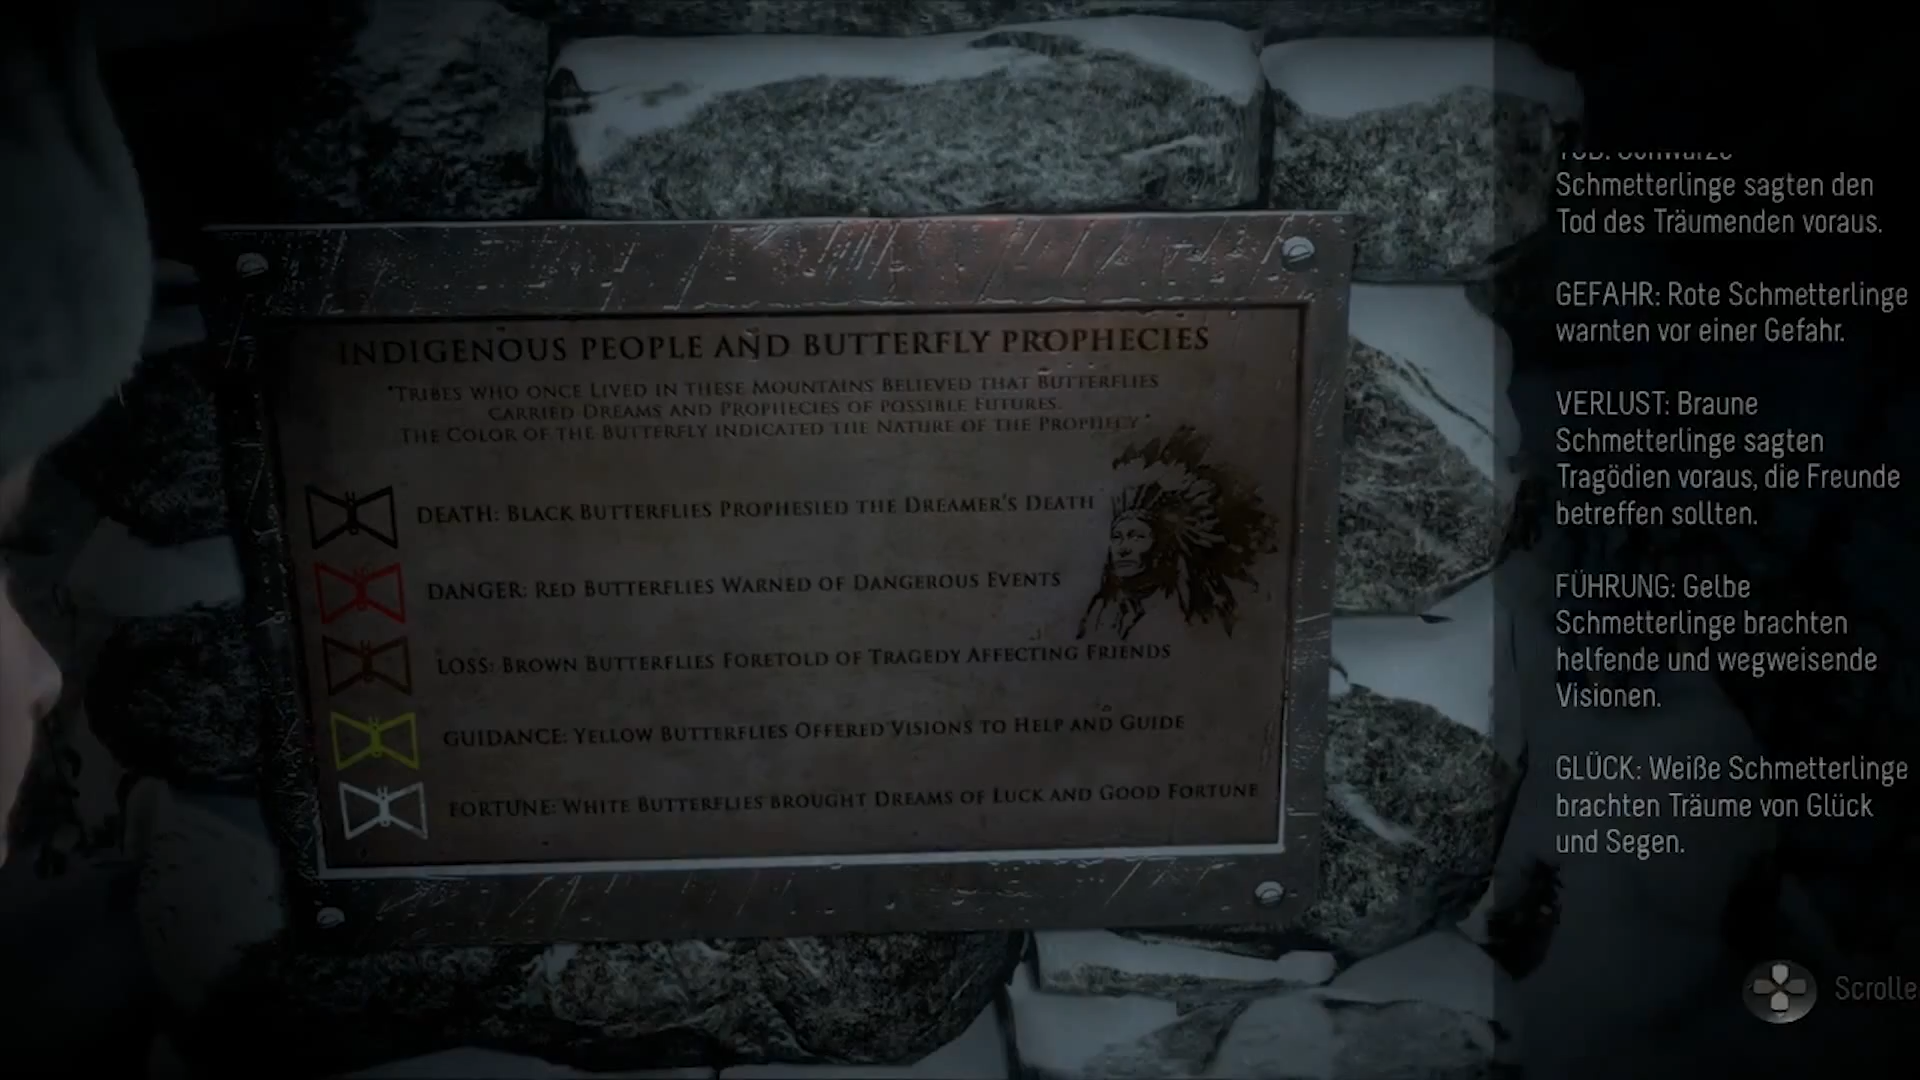 INDIGENOUS PEOPLE AND BUTTERFLY PROPHECIES
"TRIBES WHO ONCE LIVED IN THESE MOUNTAINS BELIEVED THAT BUTTERFLIES
CARRIED DREAMS AND PROPHECIES OF POSSIBLE FUTURES.
THE COLOR OF THE BUTTERFLY INDICATED THE NATURE OF THE PROPHECY"
DEATH: BLACK BUTTERFLIES PROPHESIED THE DREAMER'S DEATH
DANGER: RED BUTTERFLIES WARNED OF DANGEROUS EVENTS
LOSS: BROWN BUTTERFLIES FORETOLD OF TRAGEDY AFFECTING FRIENDS
GUIDANCE: YELLOW BUTTERFLIES OFFERED VISIONS TO HELP AND GUIDE
FORTUNE: WHITE BUTTERFLIES BROUGHT DREAMS OF LUCK AND GOOD FORTUNE
TOD: Schwarze
Schmetterlinge sagten den
Tod des Träumenden voraus.
GEFAHR: Rote Schmetterlinge
warnten vor einer Gefahr.
VERLUST: Braune
Schmetterlinge sagten
Tragödien voraus, die Freunde
betreffen sollten.
FÜHRUNG: Gelbe
Schmetterlinge brachten
helfende und wegweisende
Visionen.
GLÜCK: Weiße Schmetterlinge
brachten Träume von Glück
und Segen.
Scrolle